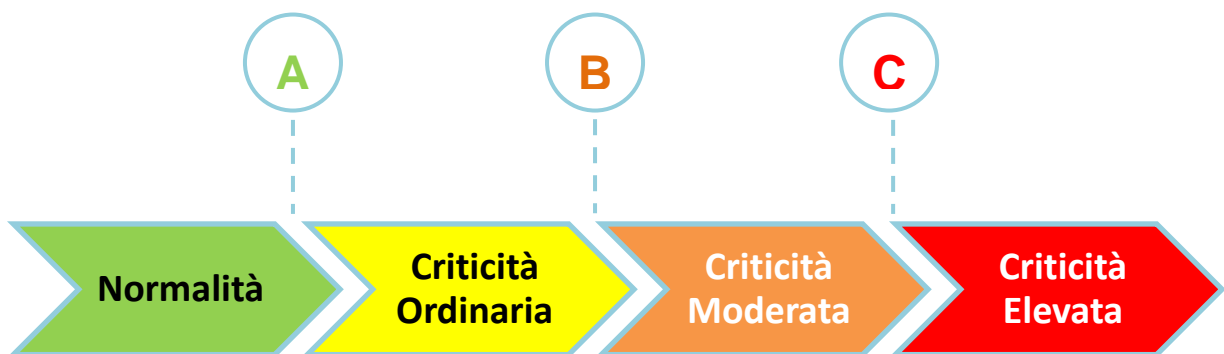 A
B
C
Normalità
Criticità
Ordinaria
Criticità
Moderata
Criticità
Elevata